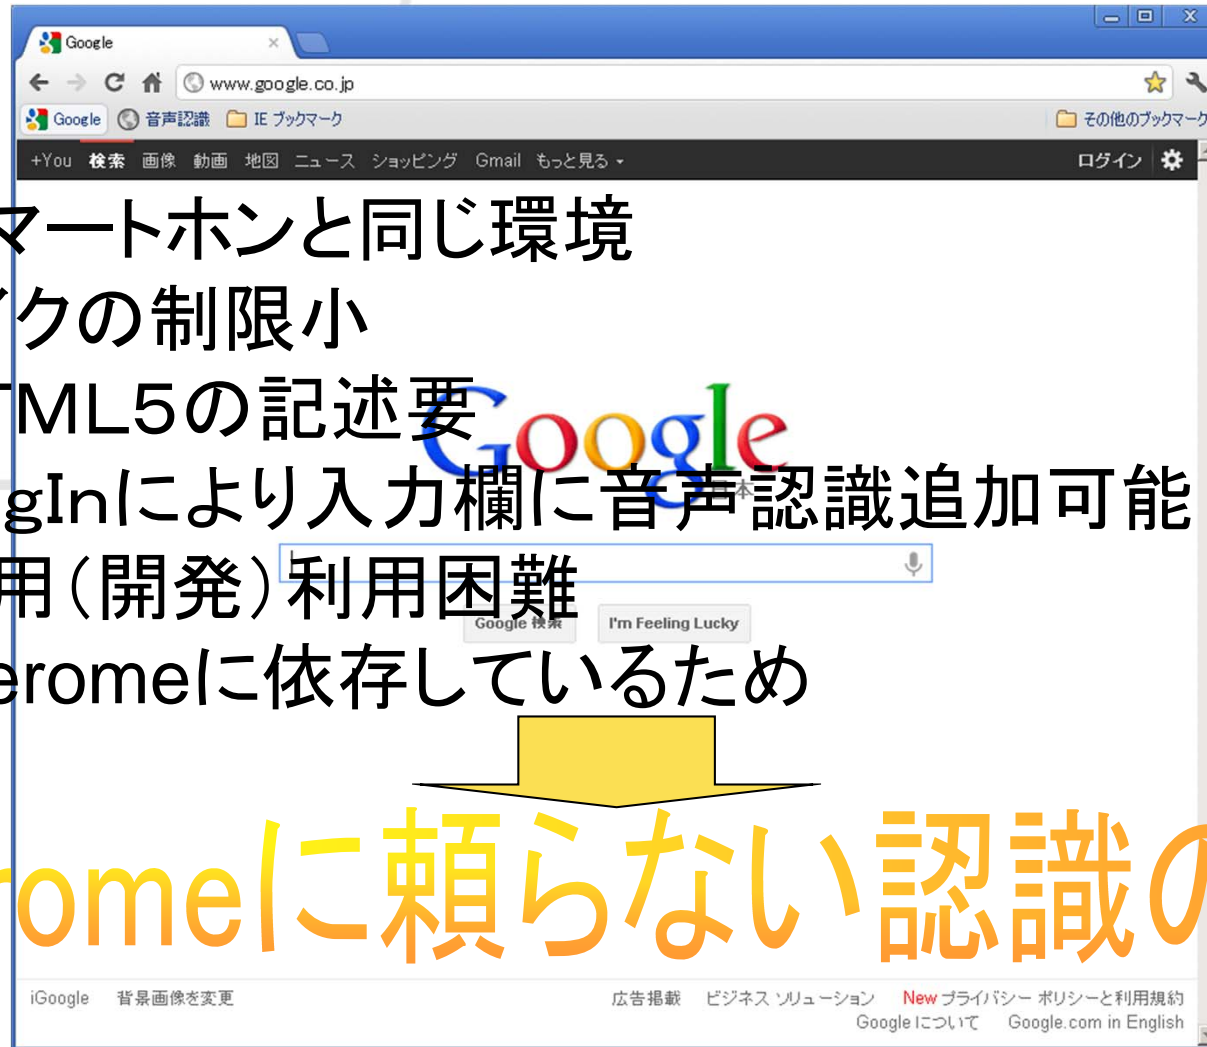 Google
www.google.co.jp
Google 音声認識 IE ブックマーク その他のブックマーク
+You 検索 画像 動画 地図 ニュース ショッピング Gmail もっと見る ログイン
マートホンと同じ環境
イクの制限小
TML5の記述要
Google
gInにより入力欄に音声認識追加可能
日本
用(開発)利用困難
Google 検索 I'm Feeling Lucky
eromeに依存しているため
romeに頼らない認識の
iGoogle 背景画像を変更 広告掲載 ビジネス ソリューション New プライバシー ポリシーと利用規約
Google について Google.com in English